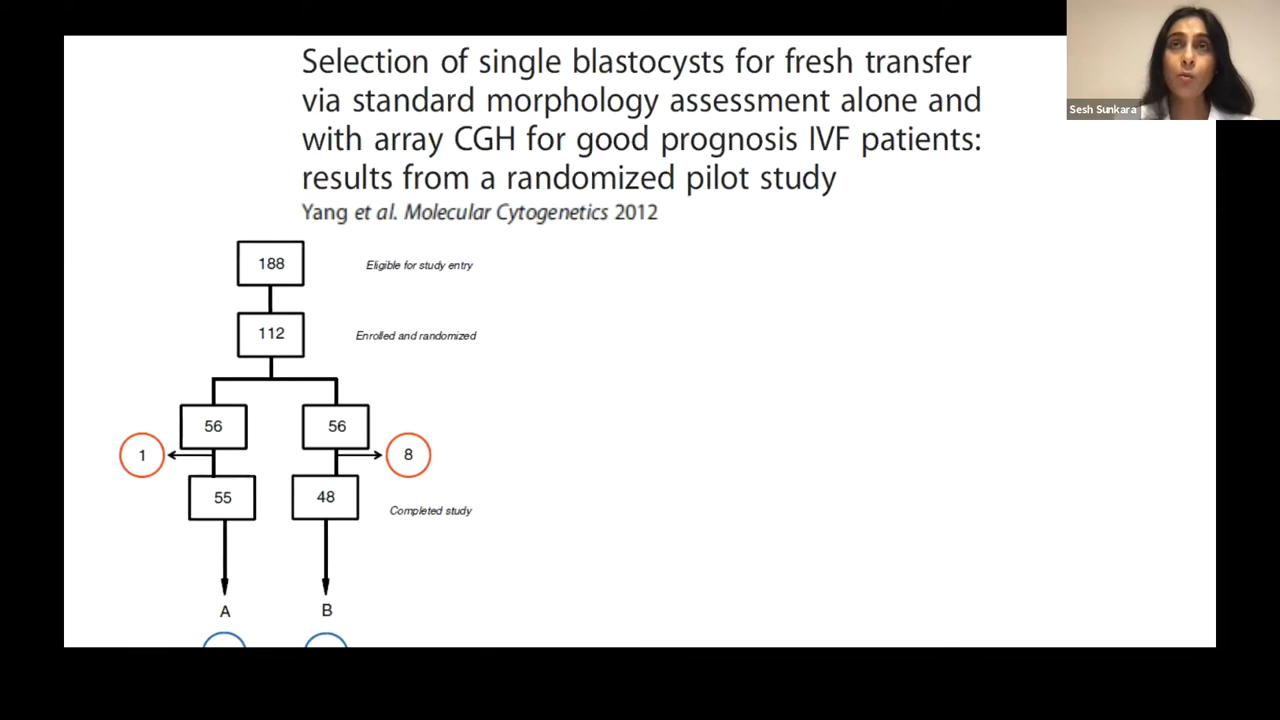 Selection of single blastocysts for fresh transfer
via standard morphology assessment alone and
with array CGH for good prognosis IVF patients:
results from a randomized pilot study
Yang et al. Molecular Cytogenetics 2012
Sesh Sunkara
188
Eligible for study entry
112
Enrolled and randomized
56
56
1
8
55
48
Completed study
A
B